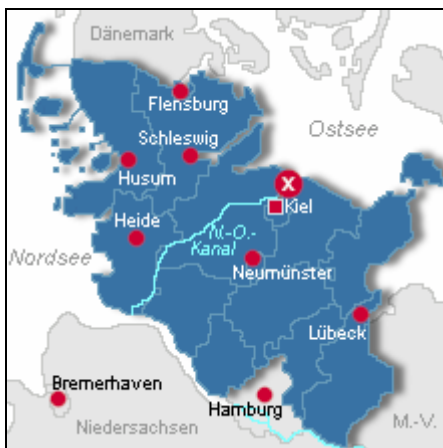 Dänemark
Flensburg
Schleswig
Ostsee
Husum
X
Kiel
Heide
N.-O.-
Kanal
Nordsee
Neumünster
Lübeck
Bremerhaven
Hamburg
Niedersachsen
M.-V.